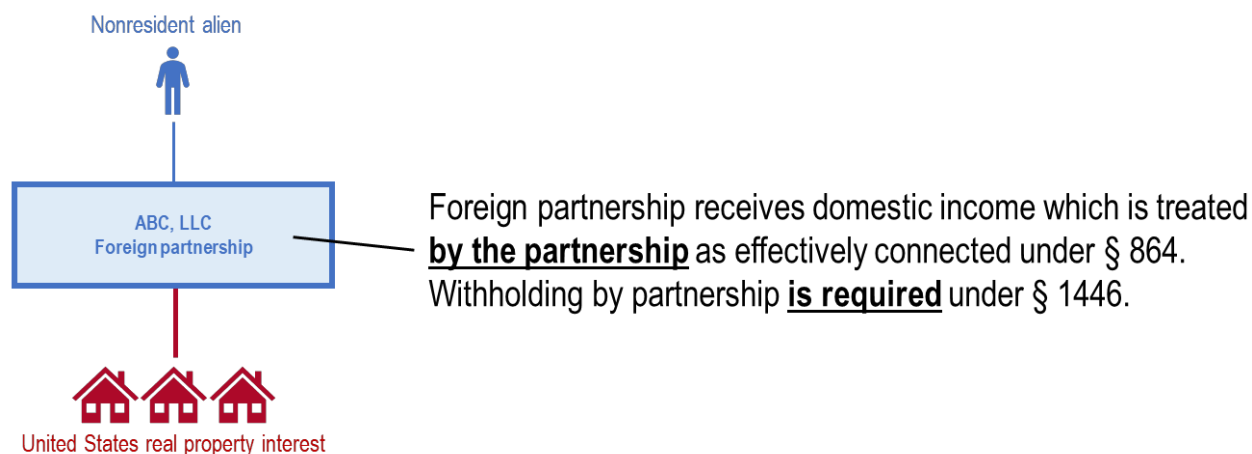 Nonresident alien
ABC, LLC
Foreign partnership
Foreign partnership receives domestic income which is treated
by the partnership as effectively connected under § 864.
Withholding by partnership is required under § 1446.
United States real property interest